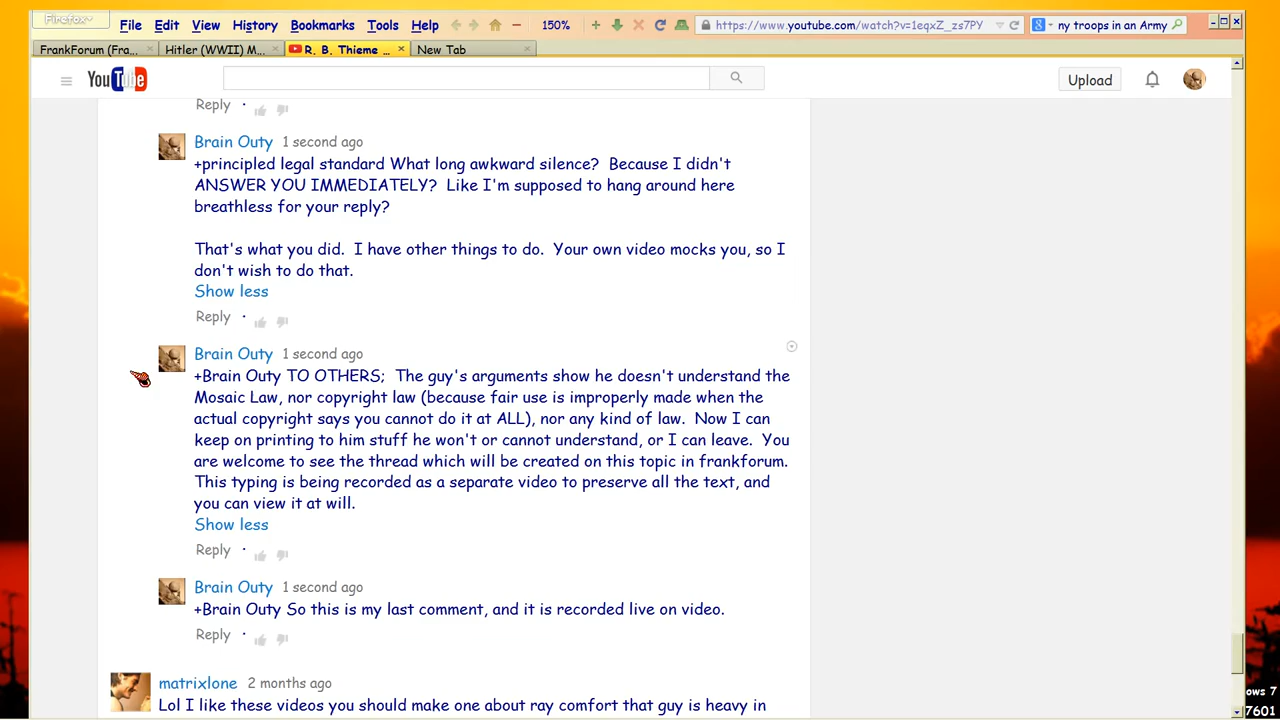 Firefox
File Edit View History Bookmarks Tools Help 150% https://www.youtube.com/watch?v=1eqxZ_zs7PY ny troops in an Army
FrankForum (Fra... Hitler (WWII) M... R. B. Thieme ... New Tab
YouTube Upload
Reply ·
Brain Outy 1 second ago
+principled legal standard What long awkward silence? Because I didn't
ANSWER YOU IMMEDIATELY? Like I'm supposed to hang around here
breathless for your reply?
That's what you did. I have other things to do. Your own video mocks you, so I
don't wish to do that.
Show less
Reply ·
Brain Outy 1 second ago
+Brain Outy TO OTHERS; The guy's arguments show he doesn't understand the
Mosaic Law, nor copyright law (because fair use is improperly made when the
actual copyright says you cannot do it at ALL), nor any kind of law. Now I can
keep on printing to him stuff he won't or cannot understand, or I can leave. You
are welcome to see the thread which will be created on this topic in frankforum.
This typing is being recorded as a separate video to preserve all the text, and
you can view it at will.
Show less
Reply ·
Brain Outy 1 second ago
+Brain Outy So this is my last comment, and it is recorded live on video.
Reply ·
matrixlone 2 months ago
Lol I like these videos you should make one about ray comfort that guy is heavy in
ows 7
7601